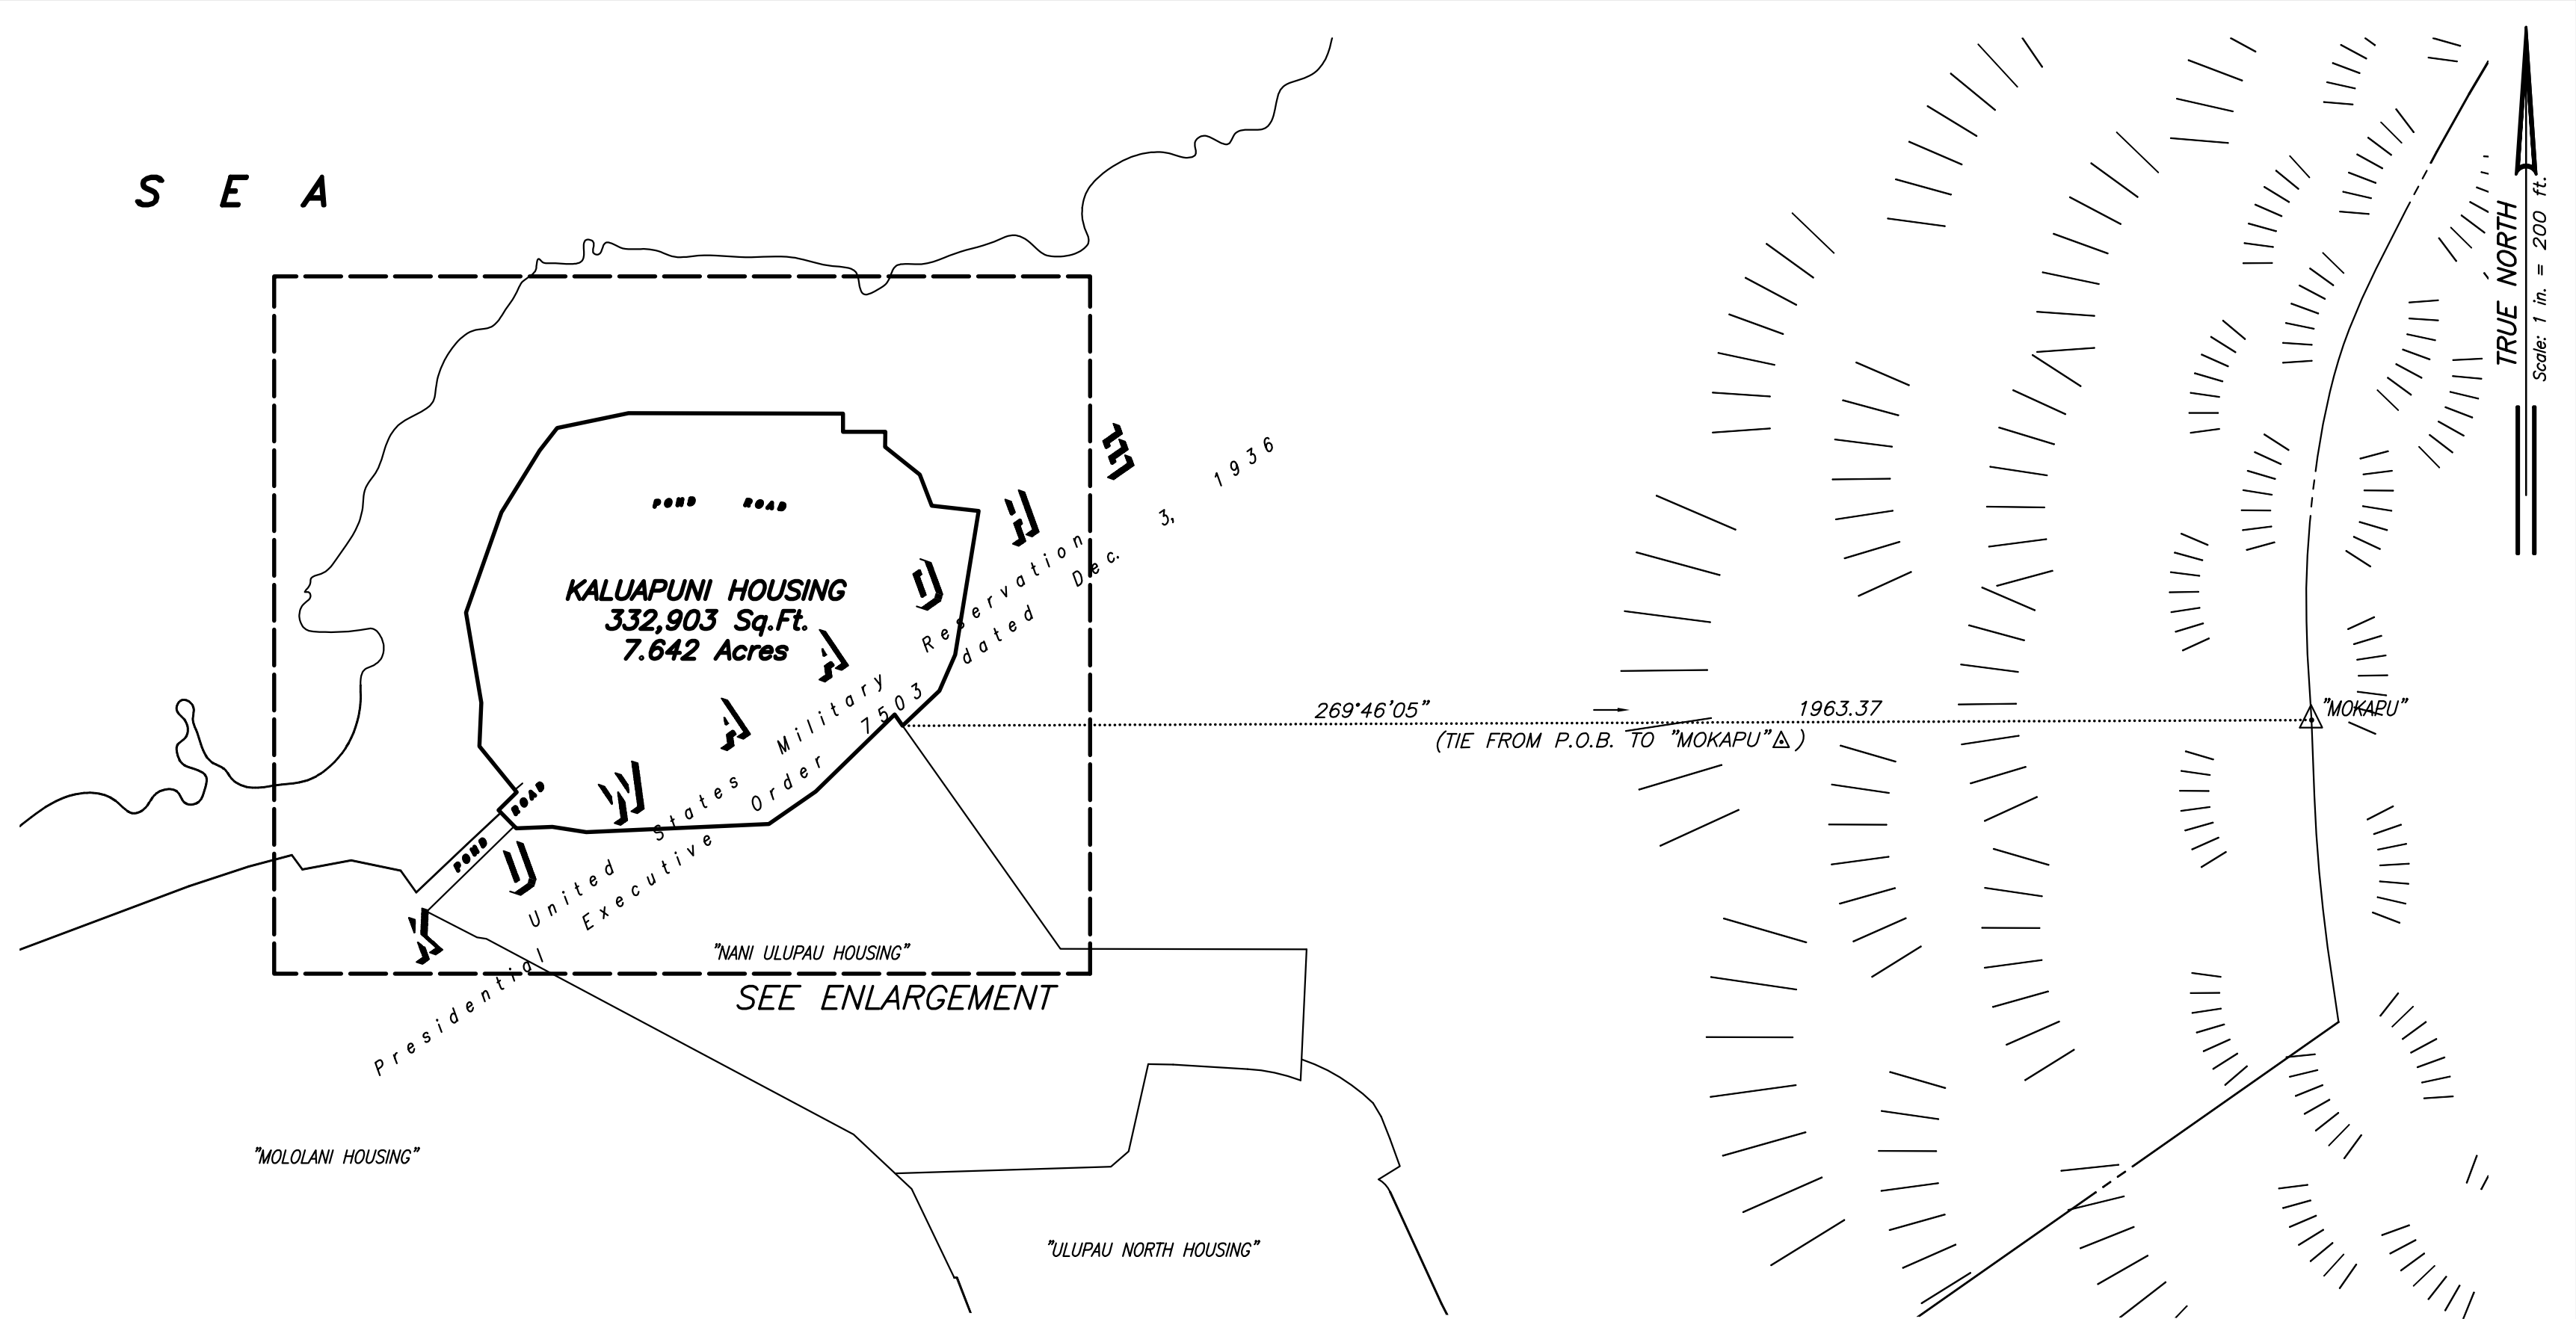 S E A
TRUE NORTH
Scale: 1 in. = 200 ft.
POND ROAD
KALUAPUNI HOUSING
332,903 Sq.Ft.
7.642 Acres
KUWAAOHE
United States Military Reservation
Presidential Executive Order 7503 dated Dec. 3, 1936
269°46'05" 1963.37
(TIE FROM P.O.B. TO "MOKAPU")
"MOKAPU"
POND ROAD
"NANI ULUPAU HOUSING"
SEE ENLARGEMENT
"MOLOLANI HOUSING"
"ULUPAU NORTH HOUSING"